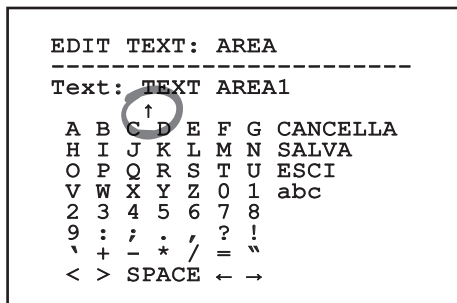 EDIT TEXT: AREA
------------------------
Text: TEXT AREA1
↑
A B C D E F G CANCELLA
H I J K L M N SALVA
O P Q R S T U ESCI
V W X Y Z 0 1 abc
2 3 4 5 6 7 8
9 : ; . , ? !
‛ + - * / = ‟
< > SPACE ← →